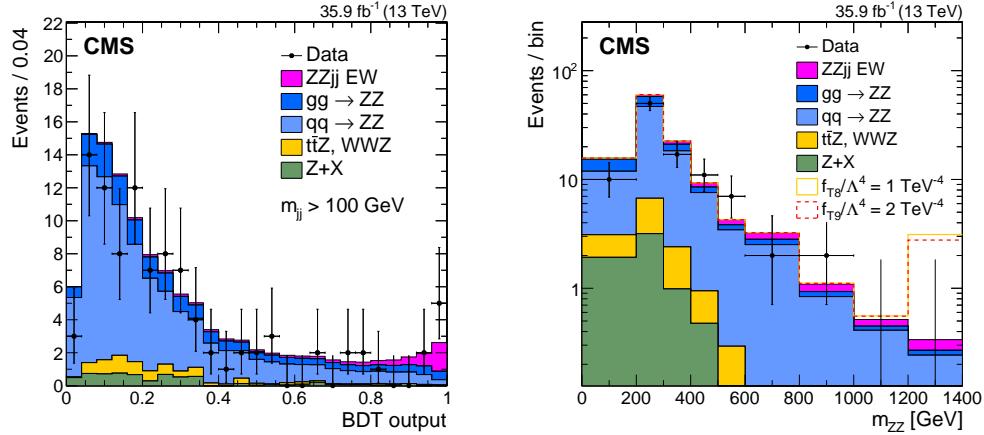 35.9 fb⁻¹ (13 TeV)
CMS
Events / 0.04
22
20
18
16
14
12
10
8
6
4
2
0
Data
ZZjj EW
gg → ZZ
qq → ZZ
tt̄Z, WWZ
Z+X
m_jj > 100 GeV
0 0.2 0.4 0.6 0.8 1
BDT output
35.9 fb⁻¹ (13 TeV)
CMS
Events / bin
10²
10
1
Data
ZZjj EW
gg → ZZ
qq → ZZ
tt̄Z, WWZ
Z+X
f_T8/Λ⁴ = 1 TeV⁻⁴
f_T9/Λ⁴ = 2 TeV⁻⁴
0 200 400 600 800 1000 1200 1400
m_ZZ [GeV]